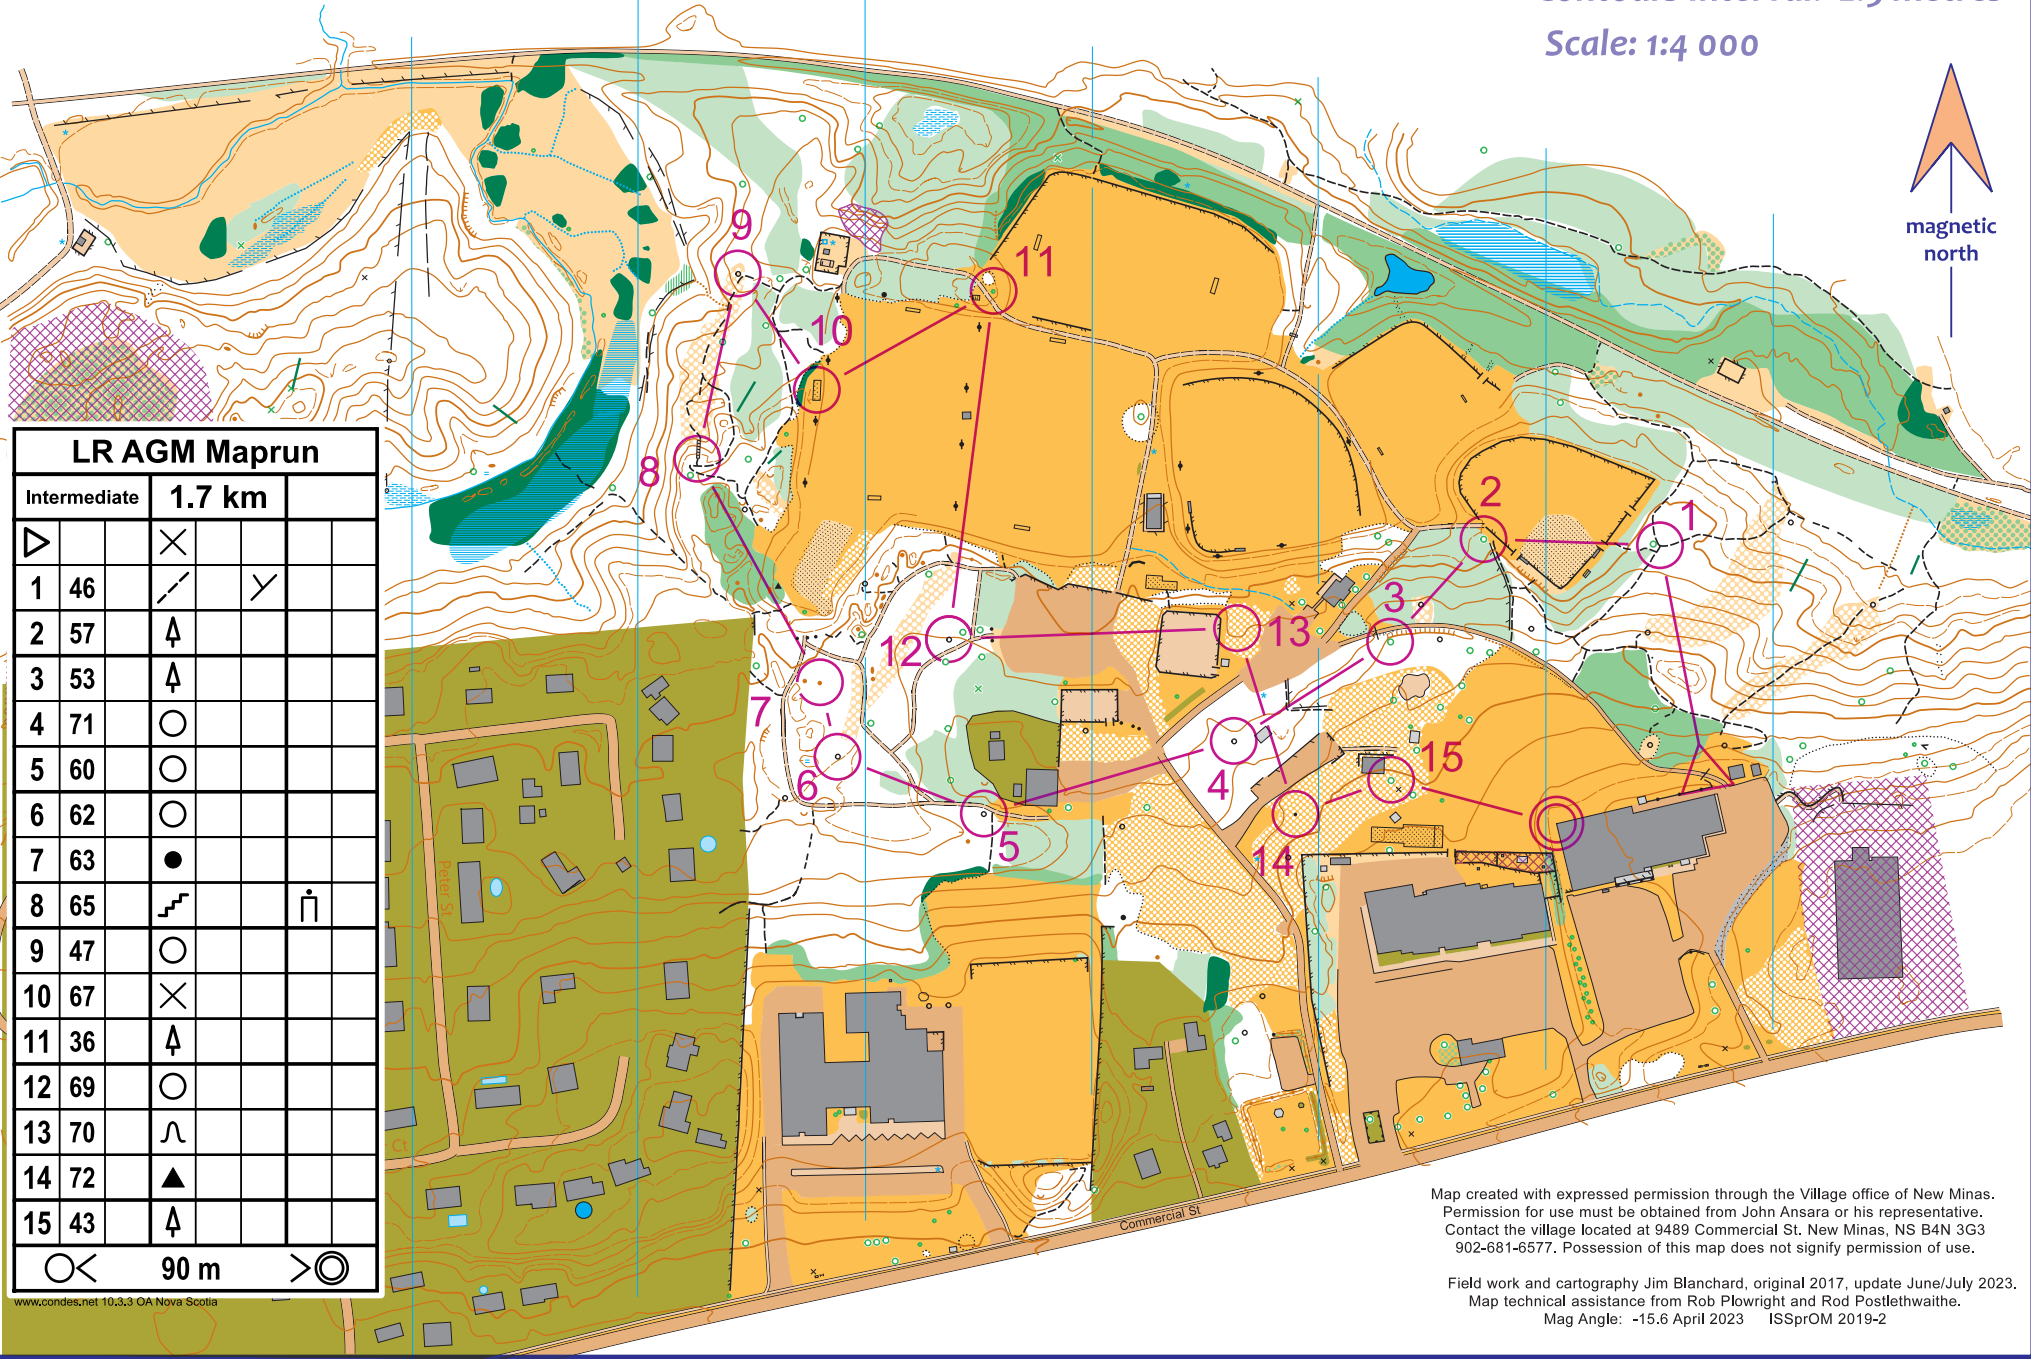 Scale: 1:4 000
magnetic
north
LR AGM Maprun
Intermediate 1.7 km
1 46
2 57
3 53
4 71
5 60
6 62
7 63
8 65
9 47
10 67
11 36
12 69
13 70
14 72
15 43
90 m
www.condes.net 10.3.3 OA Nova Scotia
9
11
10
8
2
1
3
13
12
7
4
15
6
5
14
Peter St.
Ct
Commercial St
Map created with expressed permission through the Village office of New Minas.
Permission for use must be obtained from John Ansara or his representative.
Contact the village located at 9489 Commercial St. New Minas, NS B4N 3G3
902-681-6577. Possession of this map does not signify permission of use.
Field work and cartography Jim Blanchard, original 2017, update June/July 2023.
Map technical assistance from Rob Plowright and Rod Postlethwaithe.
Mag Angle: -15.6 April 2023 ISSprOM 2019-2